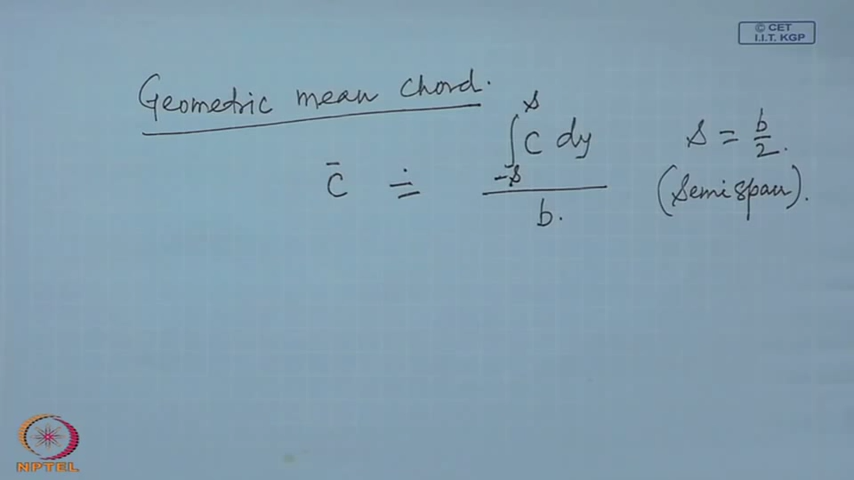 © CET
I.I.T. KGP
Geometric mean chord.
c̄ ≐ ∫_{-s}^{s} c dy / b.
s = b/2.
(Semispan).
NPTEL